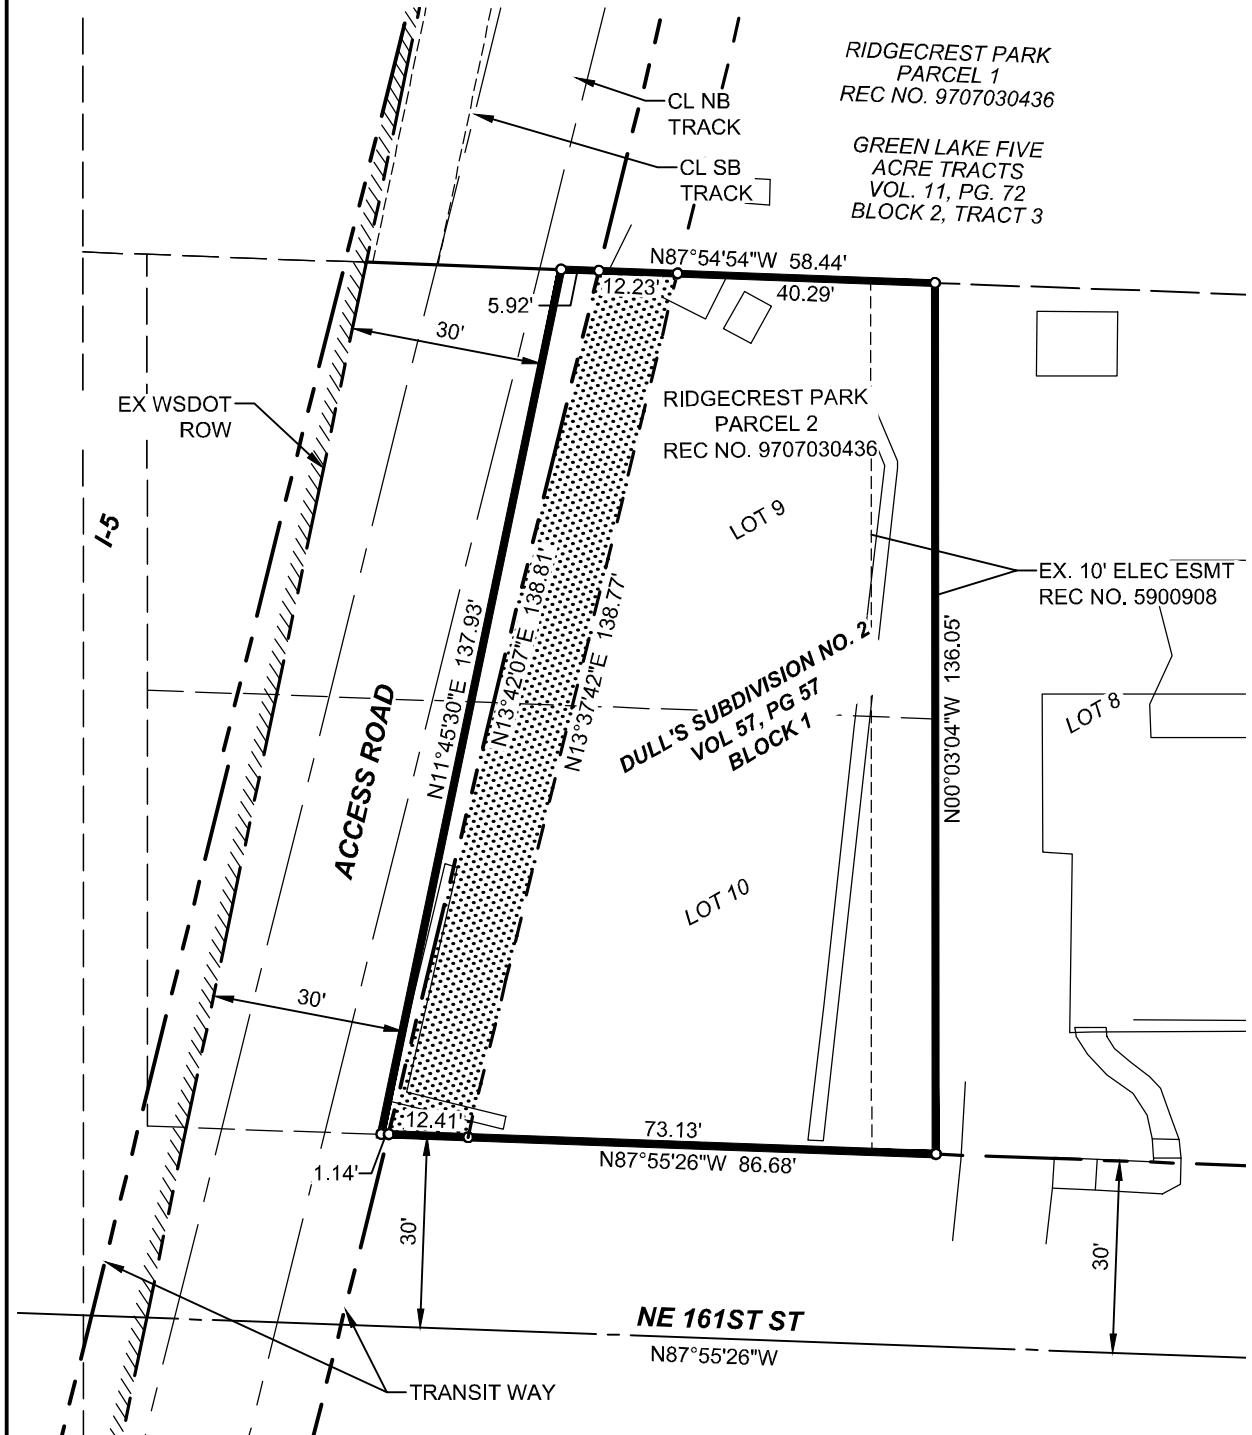 RIDGECREST PARK
PARCEL 1
REC NO. 9707030436
GREEN LAKE FIVE
ACRE TRACTS
VOL. 11, PG. 72
BLOCK 2, TRACT 3
CL NB
TRACK
CL SB
TRACK
N87°54'54"W 58.44'
5.92'
12.23'
40.29'
30'
EX WSDOT
ROW
RIDGECREST PARK
PARCEL 2
REC NO. 9707030436
I-5
LOT 9
EX. 10' ELEC ESMT
REC NO. 5900908
N11°45'30"E 137.93'
N13°42'07"E 138.81'
N13°37'42"E 138.77'
DULL'S SUBDIVISION NO. 2
VOL 57, PG 57
BLOCK 1
N00°03'04"W 136.05'
LOT 8
ACCESS ROAD
LOT 10
30'
12.41'
73.13'
N87°55'26"W 86.68'
1.14'
30'
30'
NE 161ST ST
N87°55'26"W
TRANSIT WAY